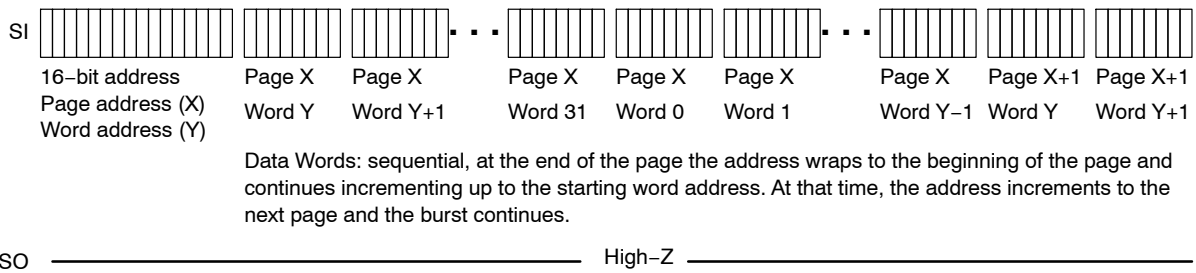 SI
16−bit address
Page address (X)
Word address (Y)
Page X
Word Y
Page X
Word Y+1
Page X
Word 31
Page X
Word 0
Page X
Word 1
Page X
Word Y−1
Page X+1
Word Y
Page X+1
Word Y+1
Data Words: sequential, at the end of the page the address wraps to the beginning of the page and
continues incrementing up to the starting word address. At that time, the address increments to the
next page and the burst continues.
SO
High−Z